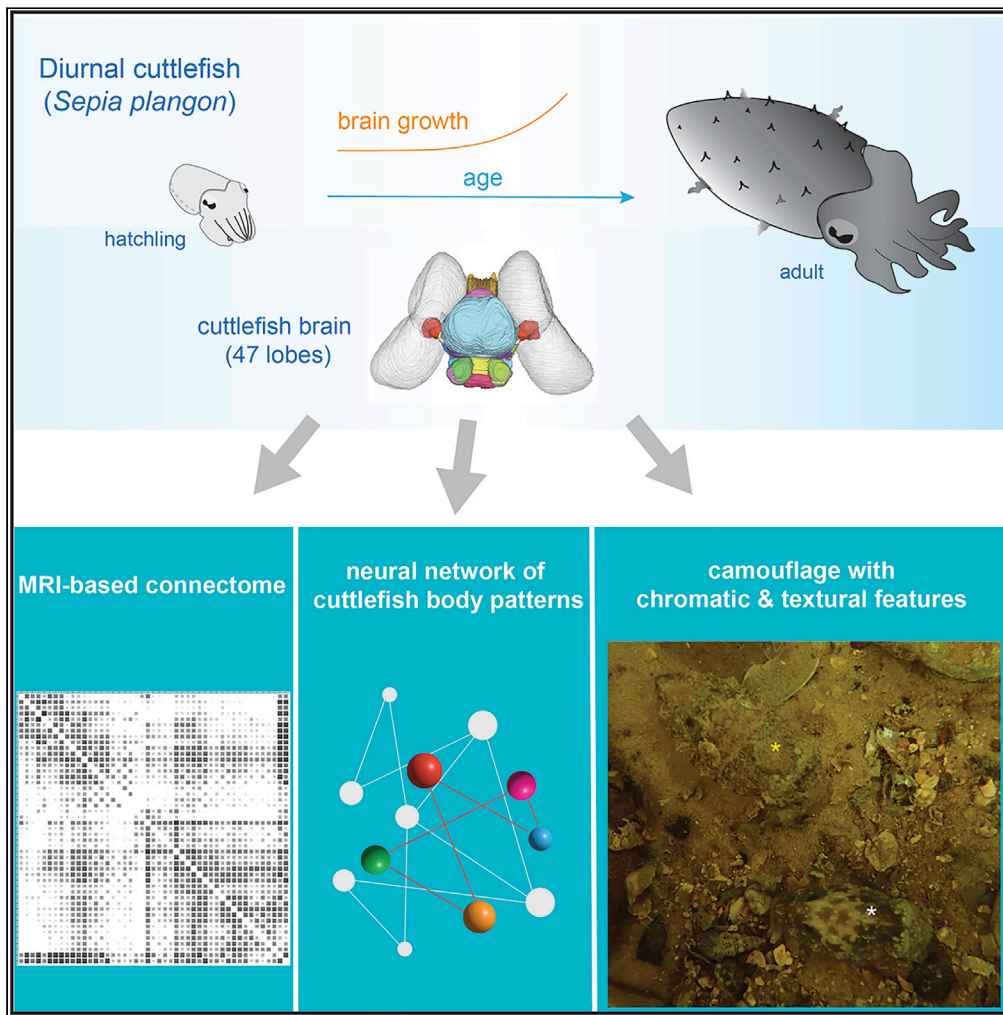 Diurnal cuttlefish
(Sepia plangon)
brain growth
age
hatchling
adult
cuttlefish brain
(47 lobes)
MRI-based connectome
neural network of
cuttlefish body patterns
camouflage with
chromatic & textural features
*
*